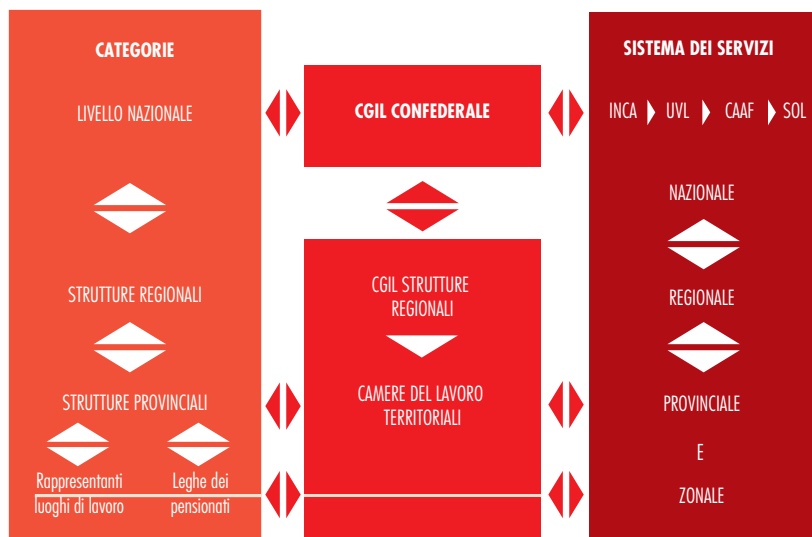 CATEGORIE
LIVELLO NAZIONALE
STRUTTURE REGIONALI
STRUTTURE PROVINCIALI
Rappresentanti
luoghi di lavoro
Leghe dei
pensionati
CGIL CONFEDERALE
CGIL STRUTTURE
REGIONALI
CAMERE DEL LAVORO
TERRITORIALI
SISTEMA DEI SERVIZI
INCA UVL CAAF SOL
NAZIONALE
REGIONALE
PROVINCIALE
E
ZONALE